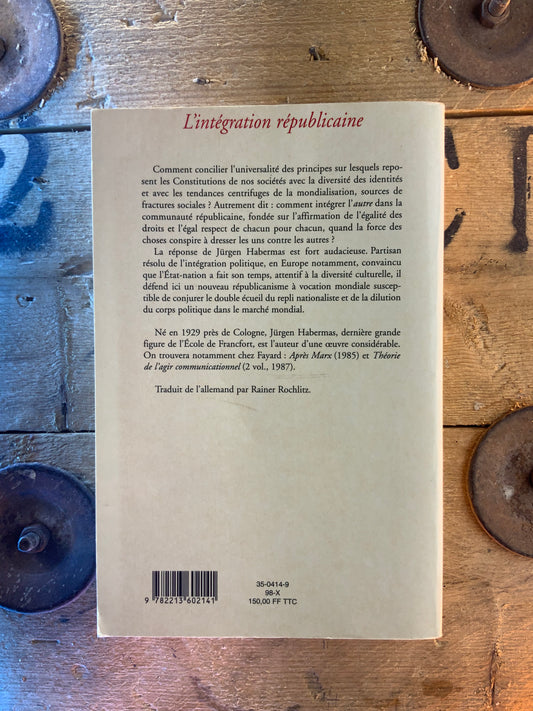 L'intégration républicaine
Comment concilier l'universalité des principes sur lesquels repo-
sent les Constitutions de nos sociétés avec la diversité des identités
et avec les tendances centrifuges de la mondialisation, sources de
fractures sociales ? Autrement dit : comment intégrer l'autre dans la
communauté républicaine, fondée sur l'affirmation de l'égalité des
droits et l'égal respect de chacun pour chacun, quand la force des
choses conspire à dresser les uns contre les autres ?
La réponse de Jürgen Habermas est fort audacieuse. Partisan
résolu de l'intégration politique, en Europe notamment, convaincu
que l'État-nation a fait son temps, attentif à la diversité culturelle, il
défend ici un nouveau républicanisme à vocation mondiale suscep-
tible de conjurer le double écueil du repli nationaliste et de la dilution
du corps politique dans le marché mondial.
Né en 1929 près de Cologne, Jürgen Habermas, dernière grande
figure de l'École de Francfort, est l'auteur d'une œuvre considérable.
On trouvera notamment chez Fayard : Après Marx (1985) et Théorie
de l'agir communicationnel (2 vol., 1987).
Traduit de l'allemand par Rainer Rochlitz.
35-0414-9
98-X
150,00 FF TTC
9 782213 602141